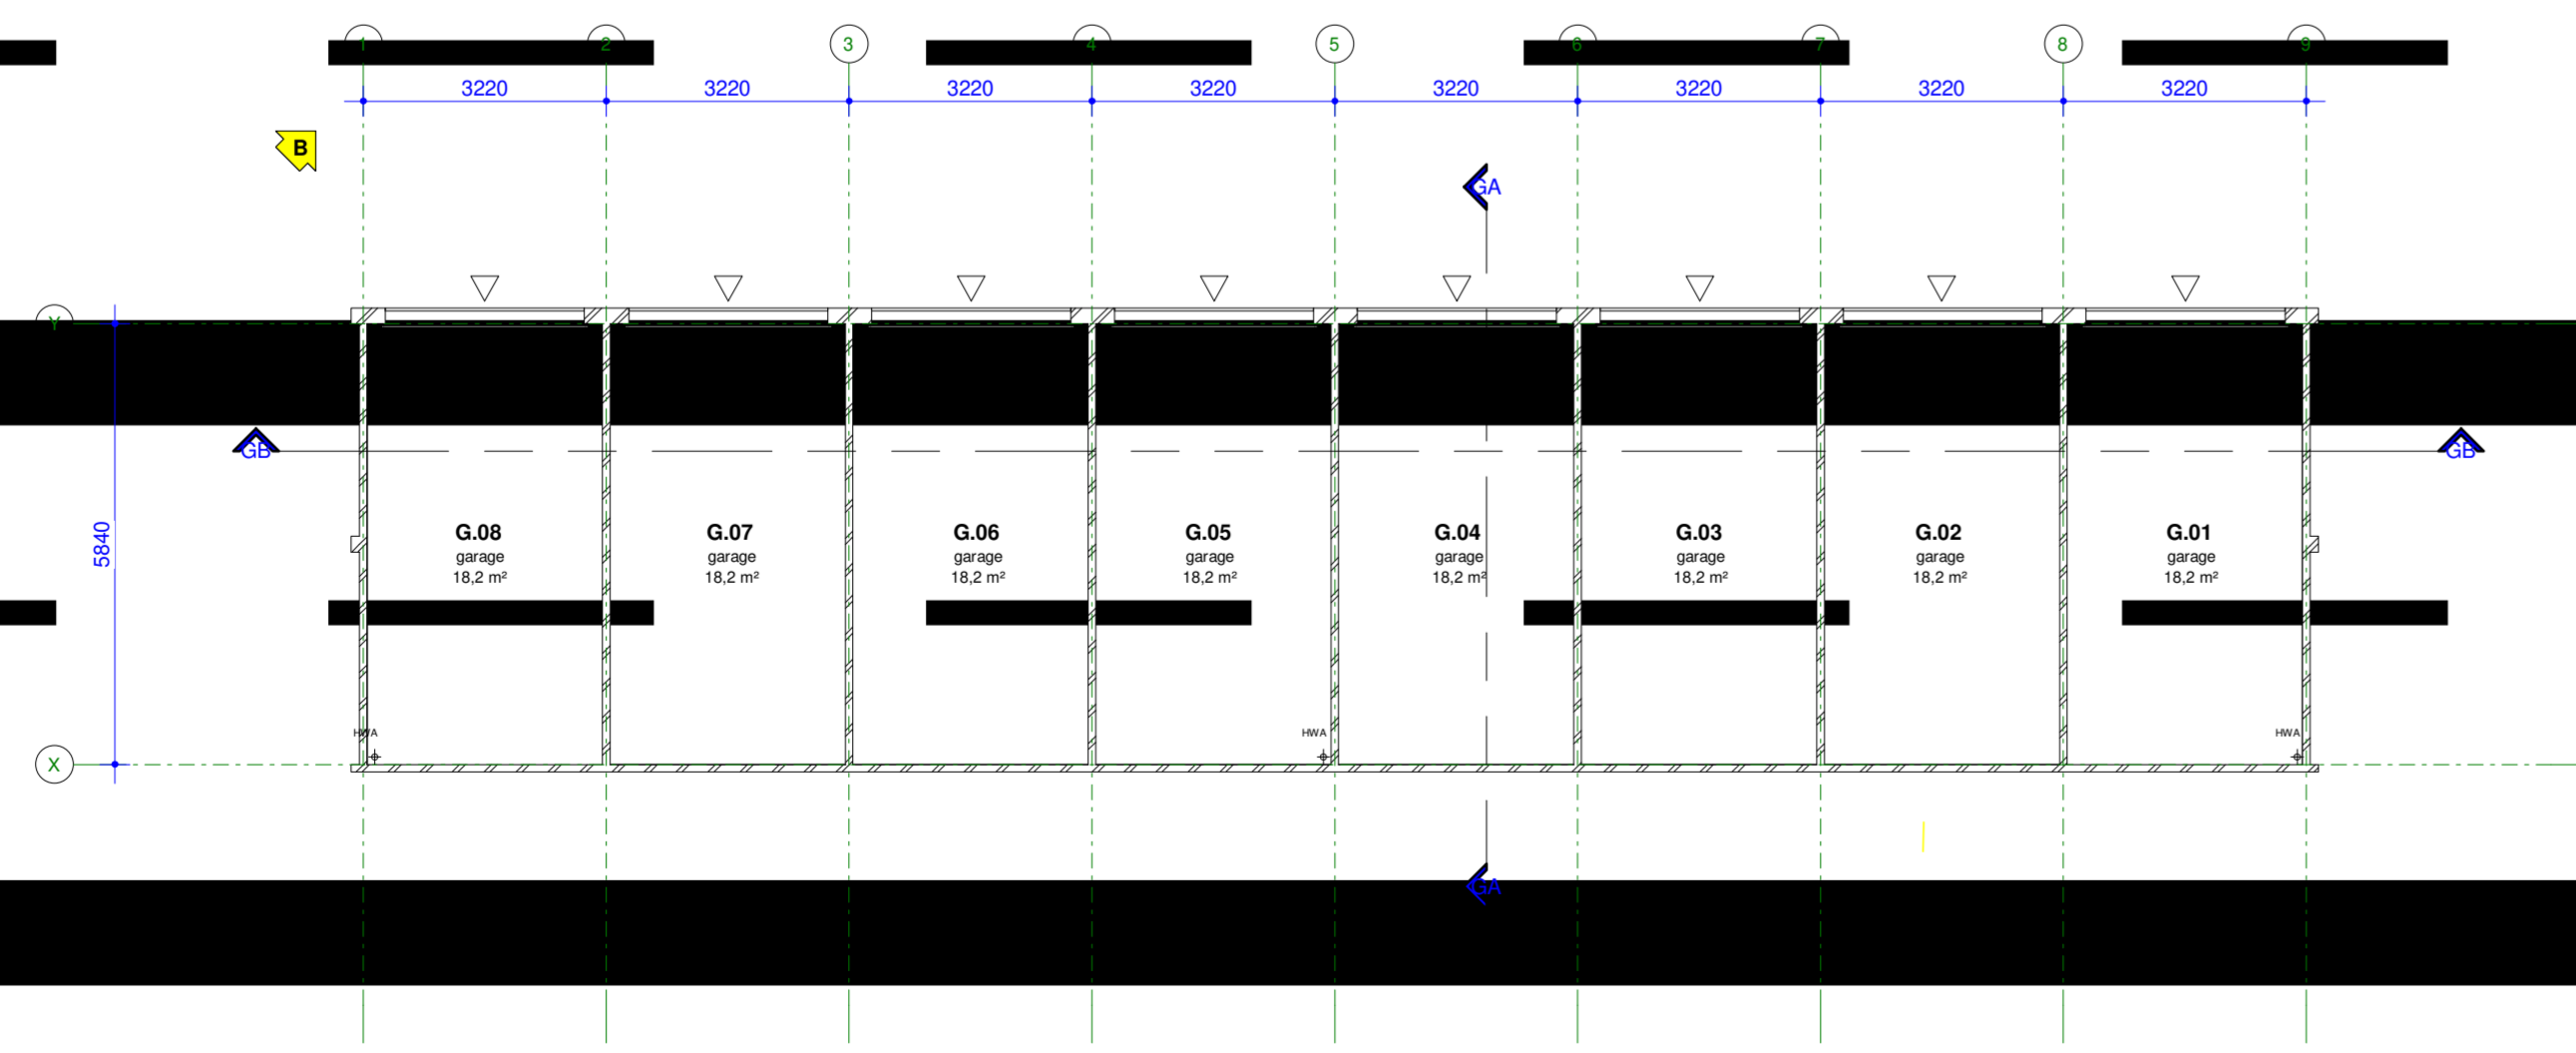 1 2 3 4 5 6 7 8 9
3220 3220 3220 3220 3220 3220 3220 3220
B
GA
Y
GB GB
G.08 G.07 G.06 G.05 G.04 G.03 G.02 G.01
garage garage garage garage garage garage garage garage
18,2 m² 18,2 m² 18,2 m² 18,2 m² 18,2 m² 18,2 m² 18,2 m² 18,2 m²
5840
HWA HWA HWA
X
GA